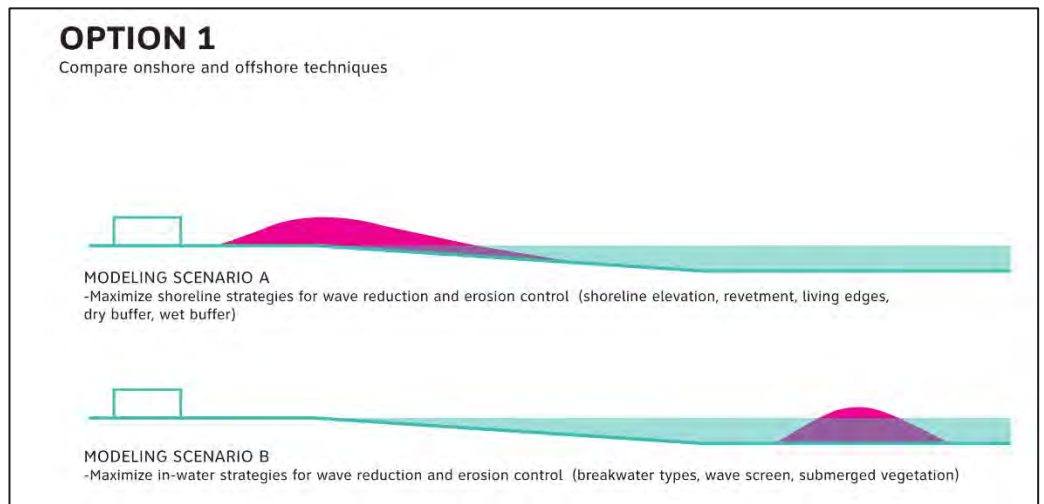 OPTION 1
Compare onshore and offshore techniques
MODELING SCENARIO A
-Maximize shoreline strategies for wave reduction and erosion control  (shoreline elevation, revetment, living edges,
dry buffer, wet buffer)
MODELING SCENARIO B
-Maximize in-water strategies for wave reduction and erosion control  (breakwater types, wave screen, submerged vegetation)